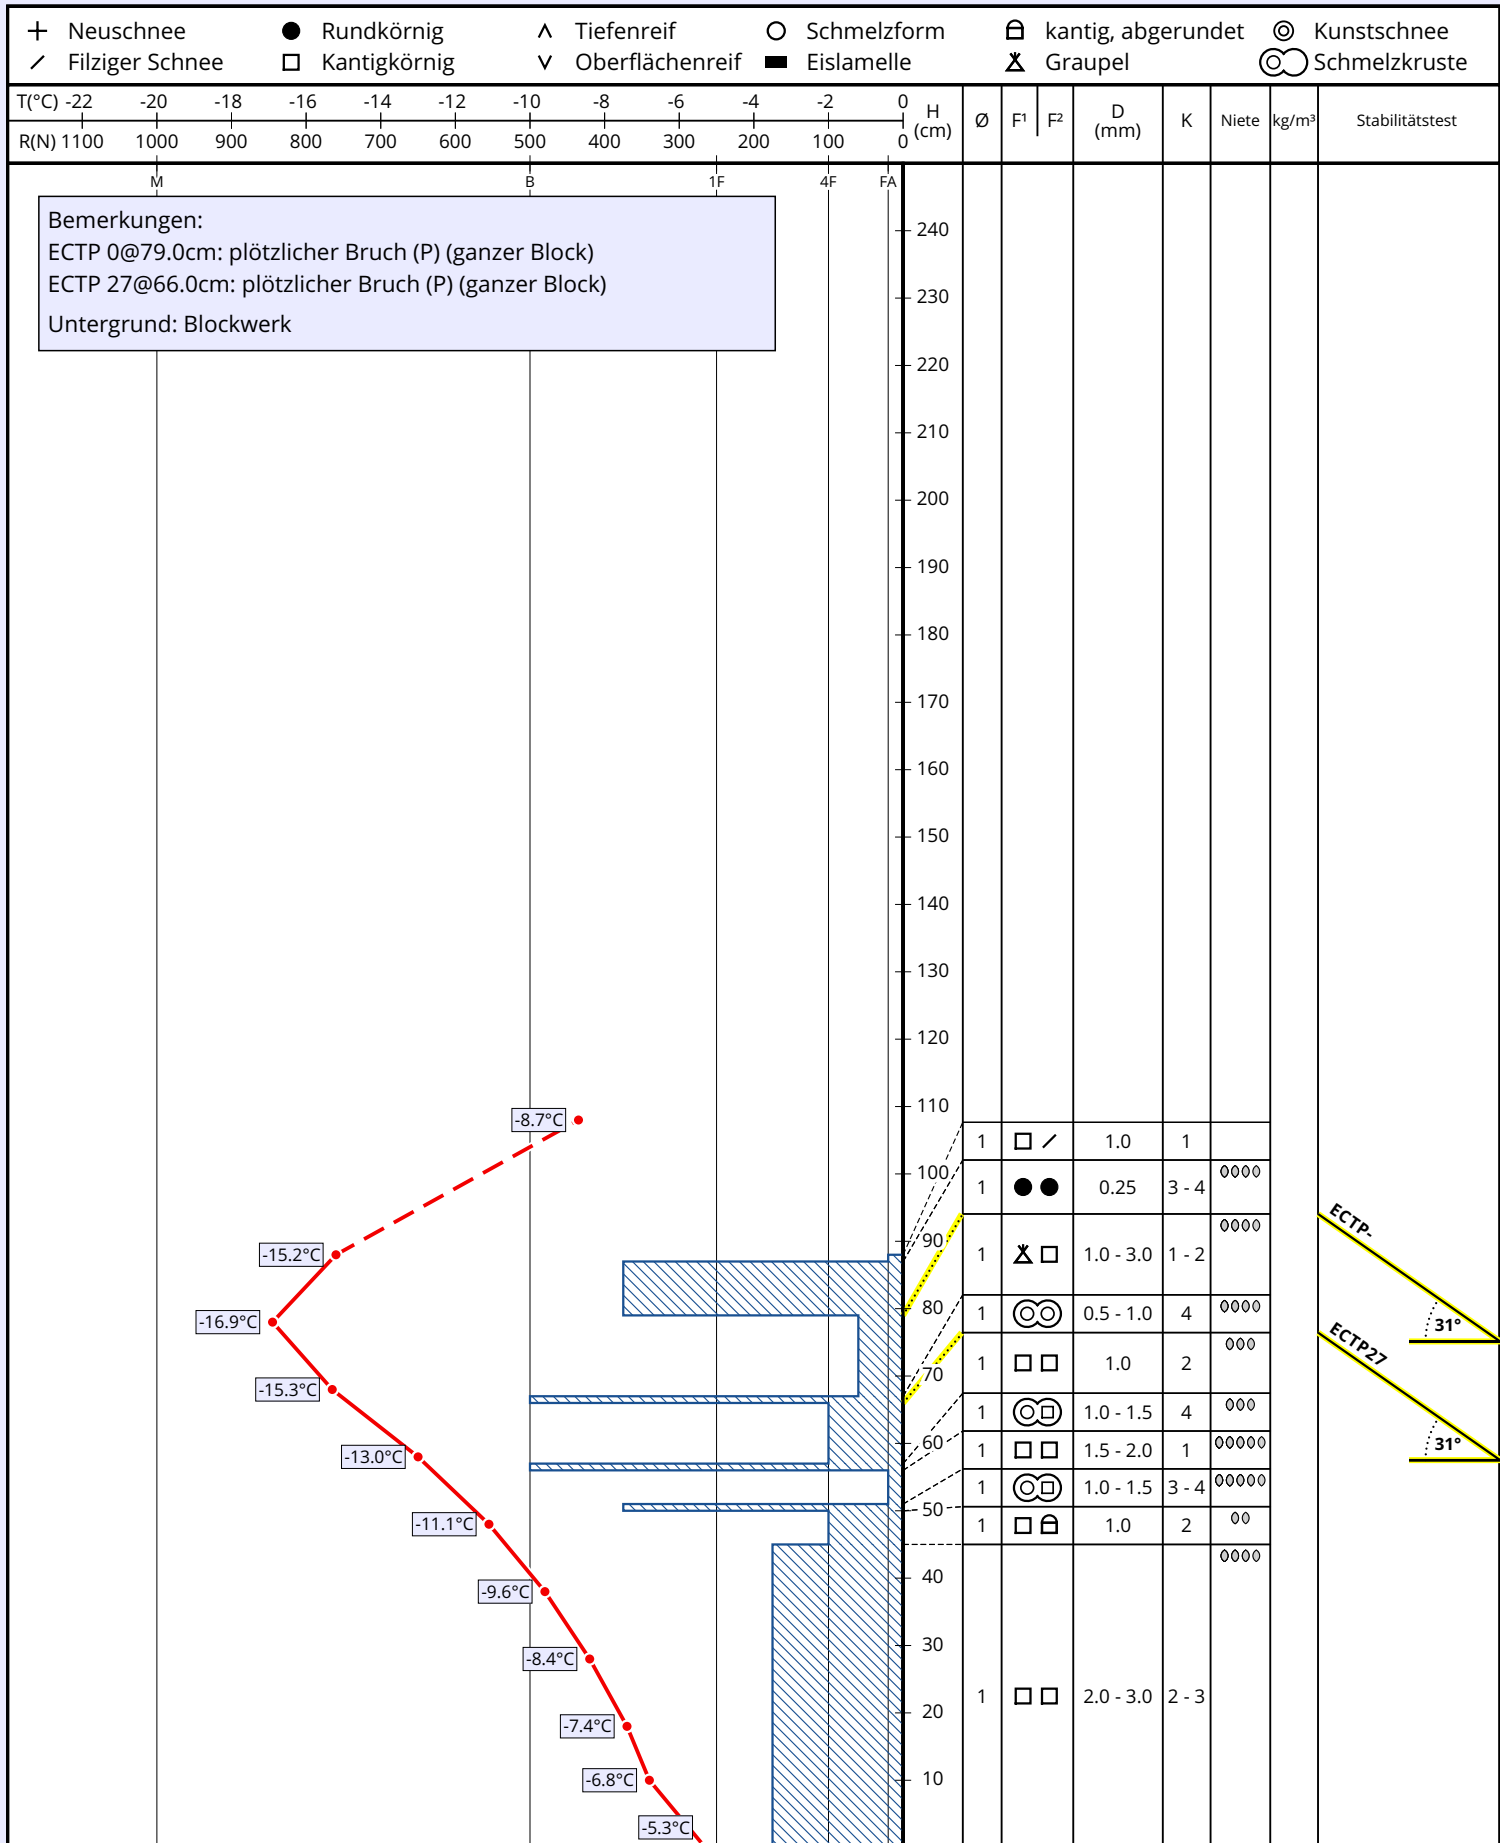 Neuschnee Rundkörnig Tiefenreif Schmelzform kantig, abgerundet Kunstschnee
Filziger Schnee Kantigkörnig Oberflächenreif Eislamelle Graupel Schmelzkruste
T(°C) -22 -20 -18 -16 -14 -12 -10 -8 -6 -4 -2 0
R(N) 1100 1000 900 800 700 600 500 400 300 200 100 0
H (cm) Ø F¹ F² D (mm) K Niete kg/m³ Stabilitätstest
M B 1F 4F FA
Bemerkungen:
ECTP 0@79.0cm: plötzlicher Bruch (P) (ganzer Block)
ECTP 27@66.0cm: plötzlicher Bruch (P) (ganzer Block)
Untergrund: Blockwerk
240
230
220
210
200
190
180
170
160
150
140
130
120
110
-8.7°C
1 1.0 1
100
1 0.25 3 - 4
ECTP-
90
-15.2°C
1 1.0 - 3.0 1 - 2
80
1 0.5 - 1.0 4
-16.9°C
31°
ECTP27
1 1.0 2
70
-15.3°C
1 1.0 - 1.5 4
60
1 1.5 - 2.0 1
31°
-13.0°C
1 1.0 - 1.5 3 - 4
50
-11.1°C
1 1.0 2
40
-9.6°C
30
-8.4°C
1 2.0 - 3.0 2 - 3
20
-7.4°C
10
-6.8°C
-5.3°C